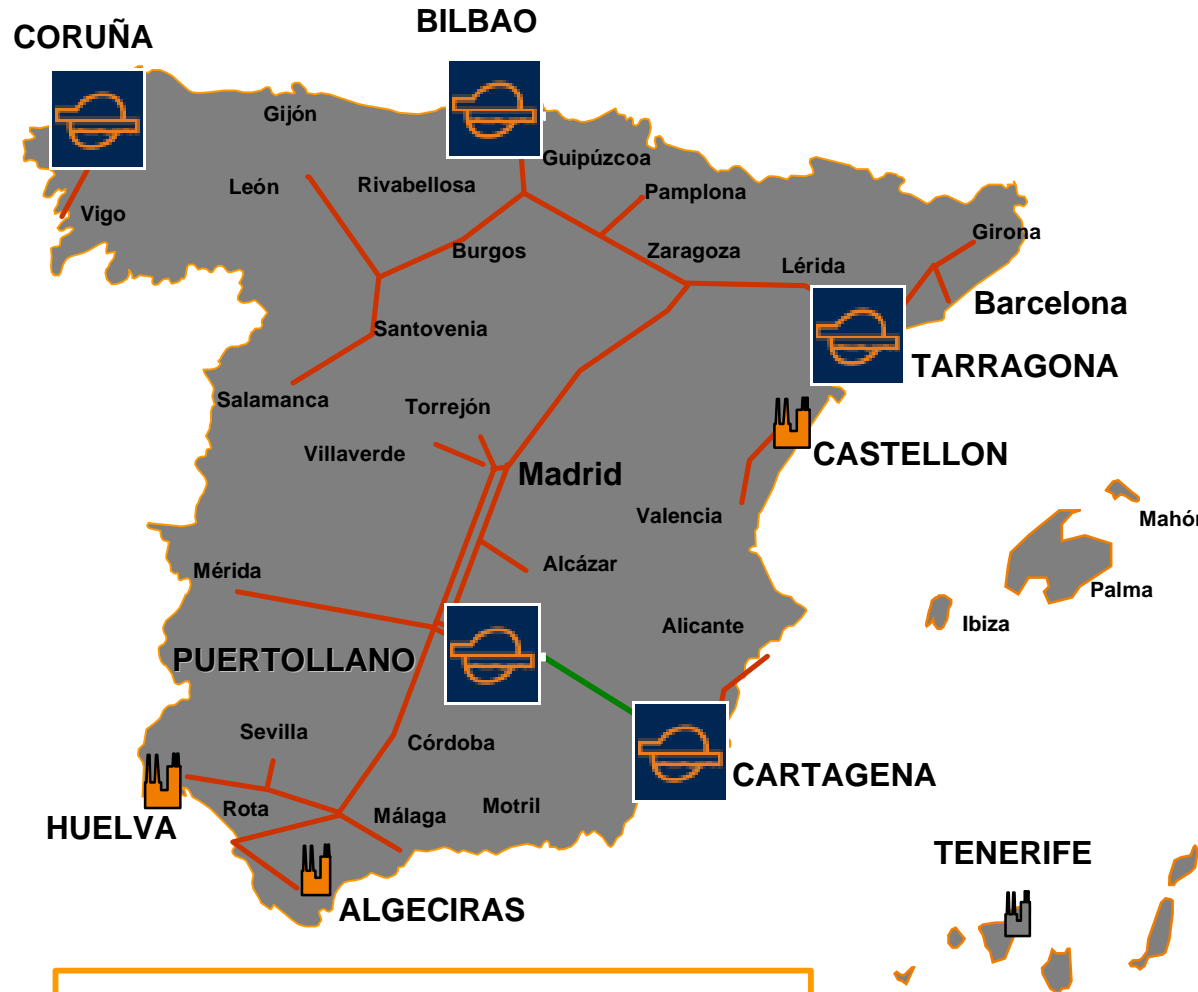 BILBAO
CORUÑA
Gijón
Guipúzcoa
León
Rivabellosa
Pamplona
Vigo
Girona
Burgos
Zaragoza
Lérida
Barcelona
Santovenia
TARRAGONA
Salamanca
Torrejón
Villaverde
CASTELLON
Madrid
Valencia
Mahón
Mérida
Alcázar
Palma
Ibiza
Alicante
PUERTOLLANO
Sevilla
Córdoba
CARTAGENA
Rota
Málaga
Motril
HUELVA
TENERIFE
ALGECIRAS